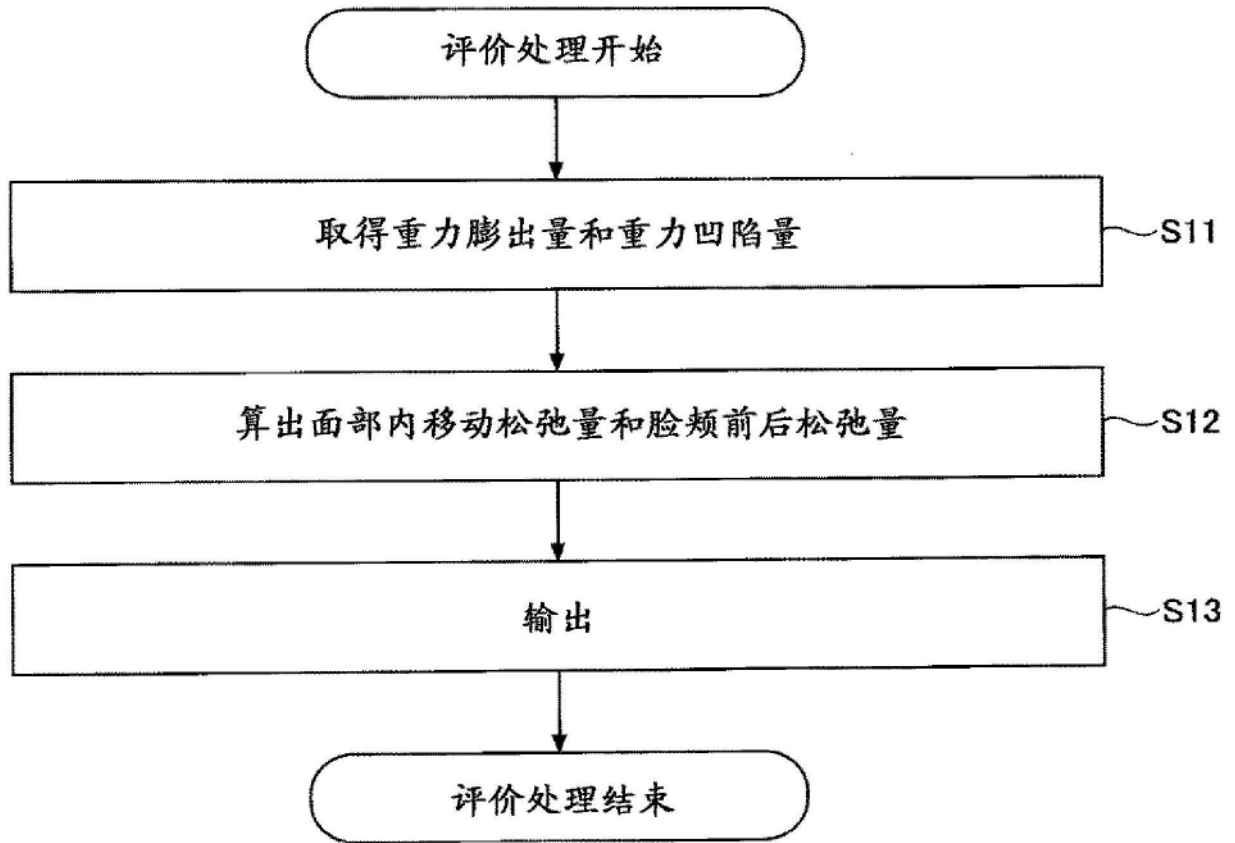 评价处理开始
取得重力膨出量和重力凹陷量
S11
算出面部内移动松弛量和脸颊前后松弛量
S12
输出
S13
评价处理结束